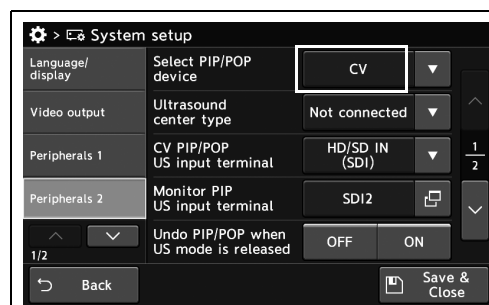 > System setup
Language/
display
Select PIP/POP
device
CV
Video output
Ultrasound
center type
Not connected
Peripherals 1
CV PIP/POP
US input terminal
HD/SD IN
(SDI)
1
2
Peripherals 2
Monitor PIP
US input terminal
SDI2
1/2
Undo PIP/POP when
US mode is released
OFF
ON
Back
Save &
Close